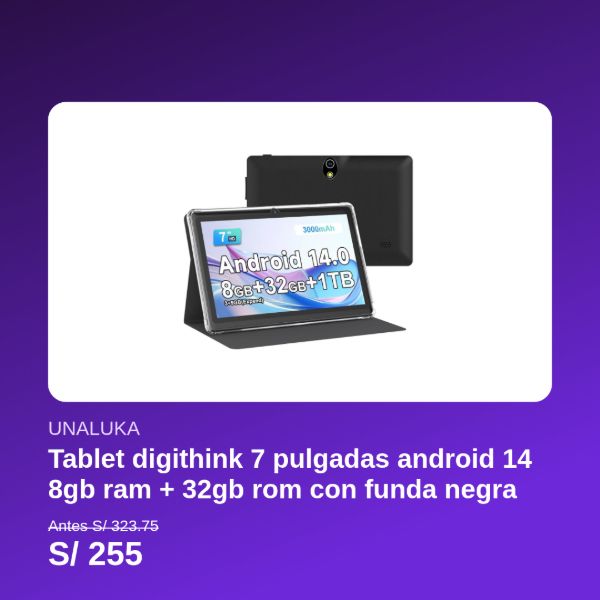 7" HD
3000mAh
Android 14.0
8GB+32GB+1TB
UNALUKA
Tablet digithink 7 pulgadas android 14
8gb ram + 32gb rom con funda negra
Antes S/ 323.75
S/ 255